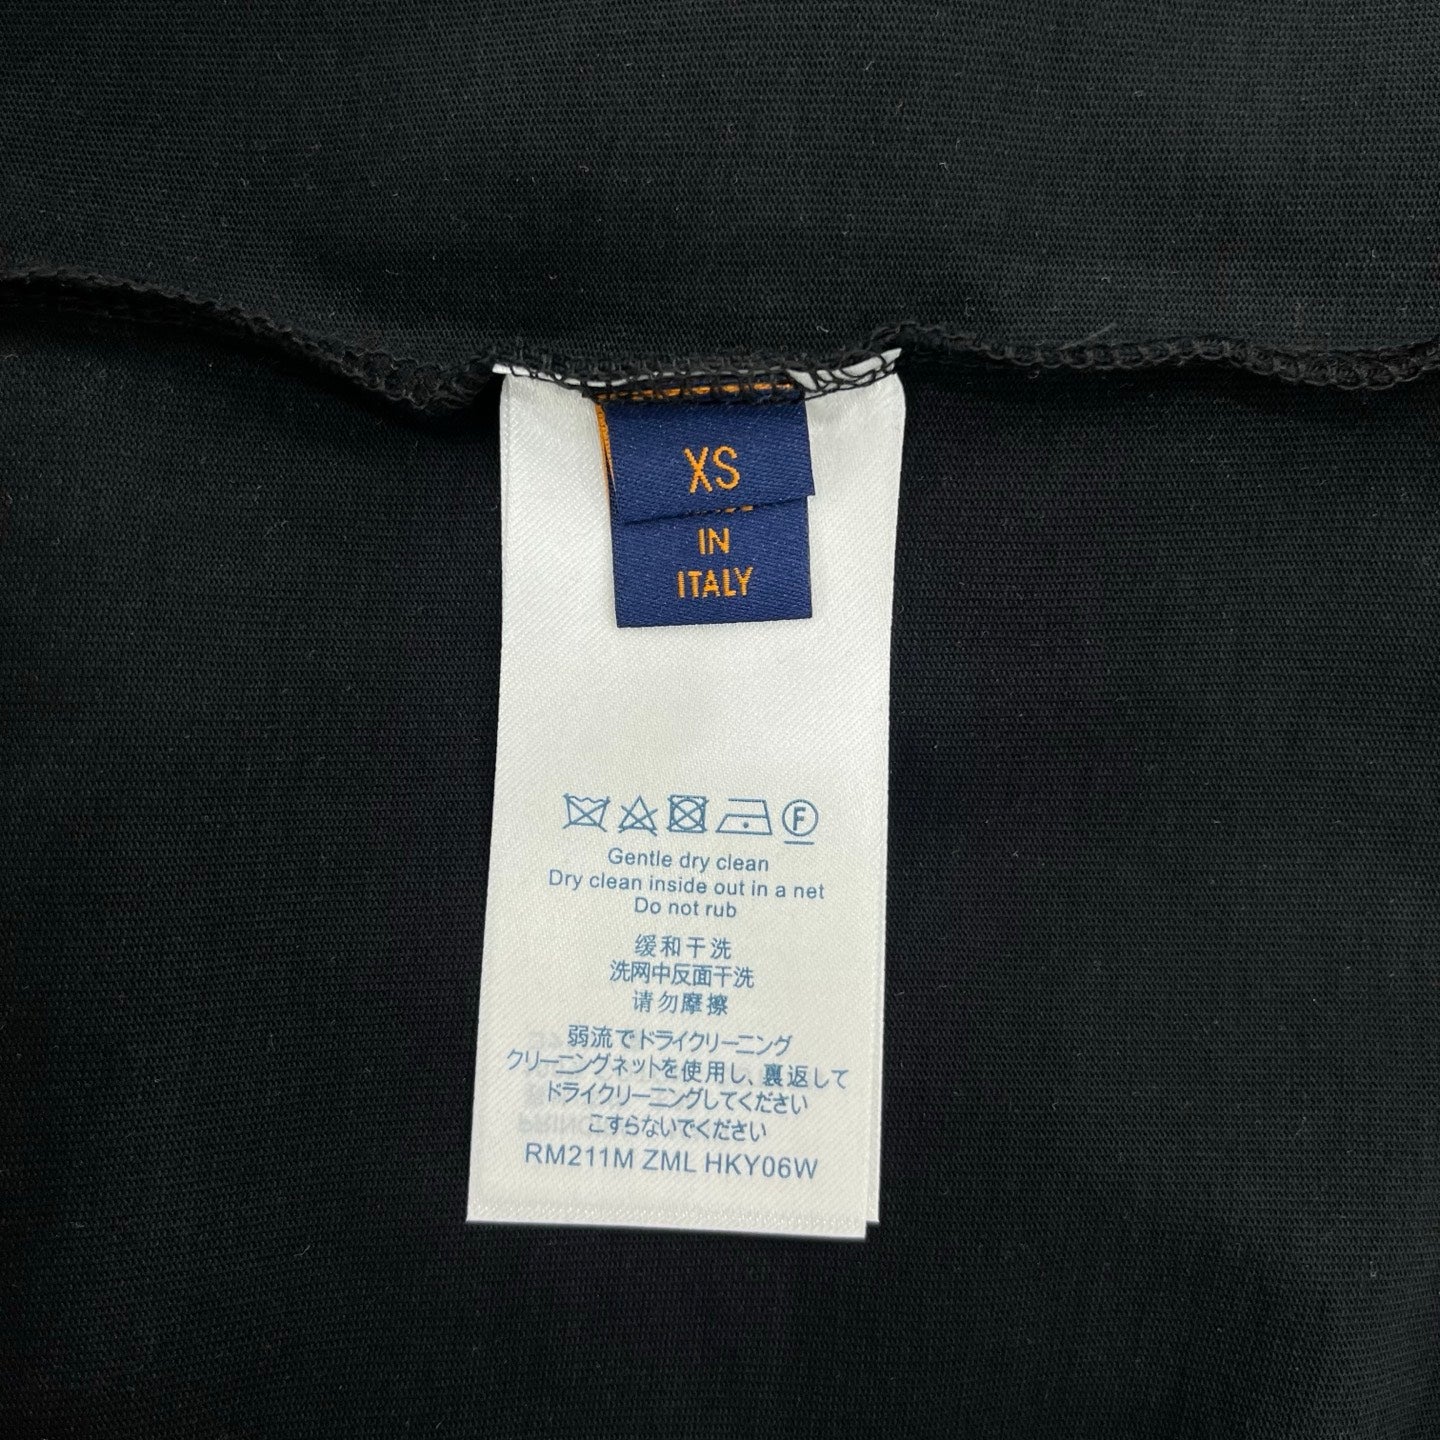 XS
IN
ITALY
F
Gentle dry clean
Dry clean inside out in a net
Do not rub
缓和干洗
洗网中反面干洗
请勿摩擦
弱流でドライクリーニング
クリーニングネットを使用し、裏返して
ドライクリーニングしてください
こすらないでください
RM211M ZML HKY06W